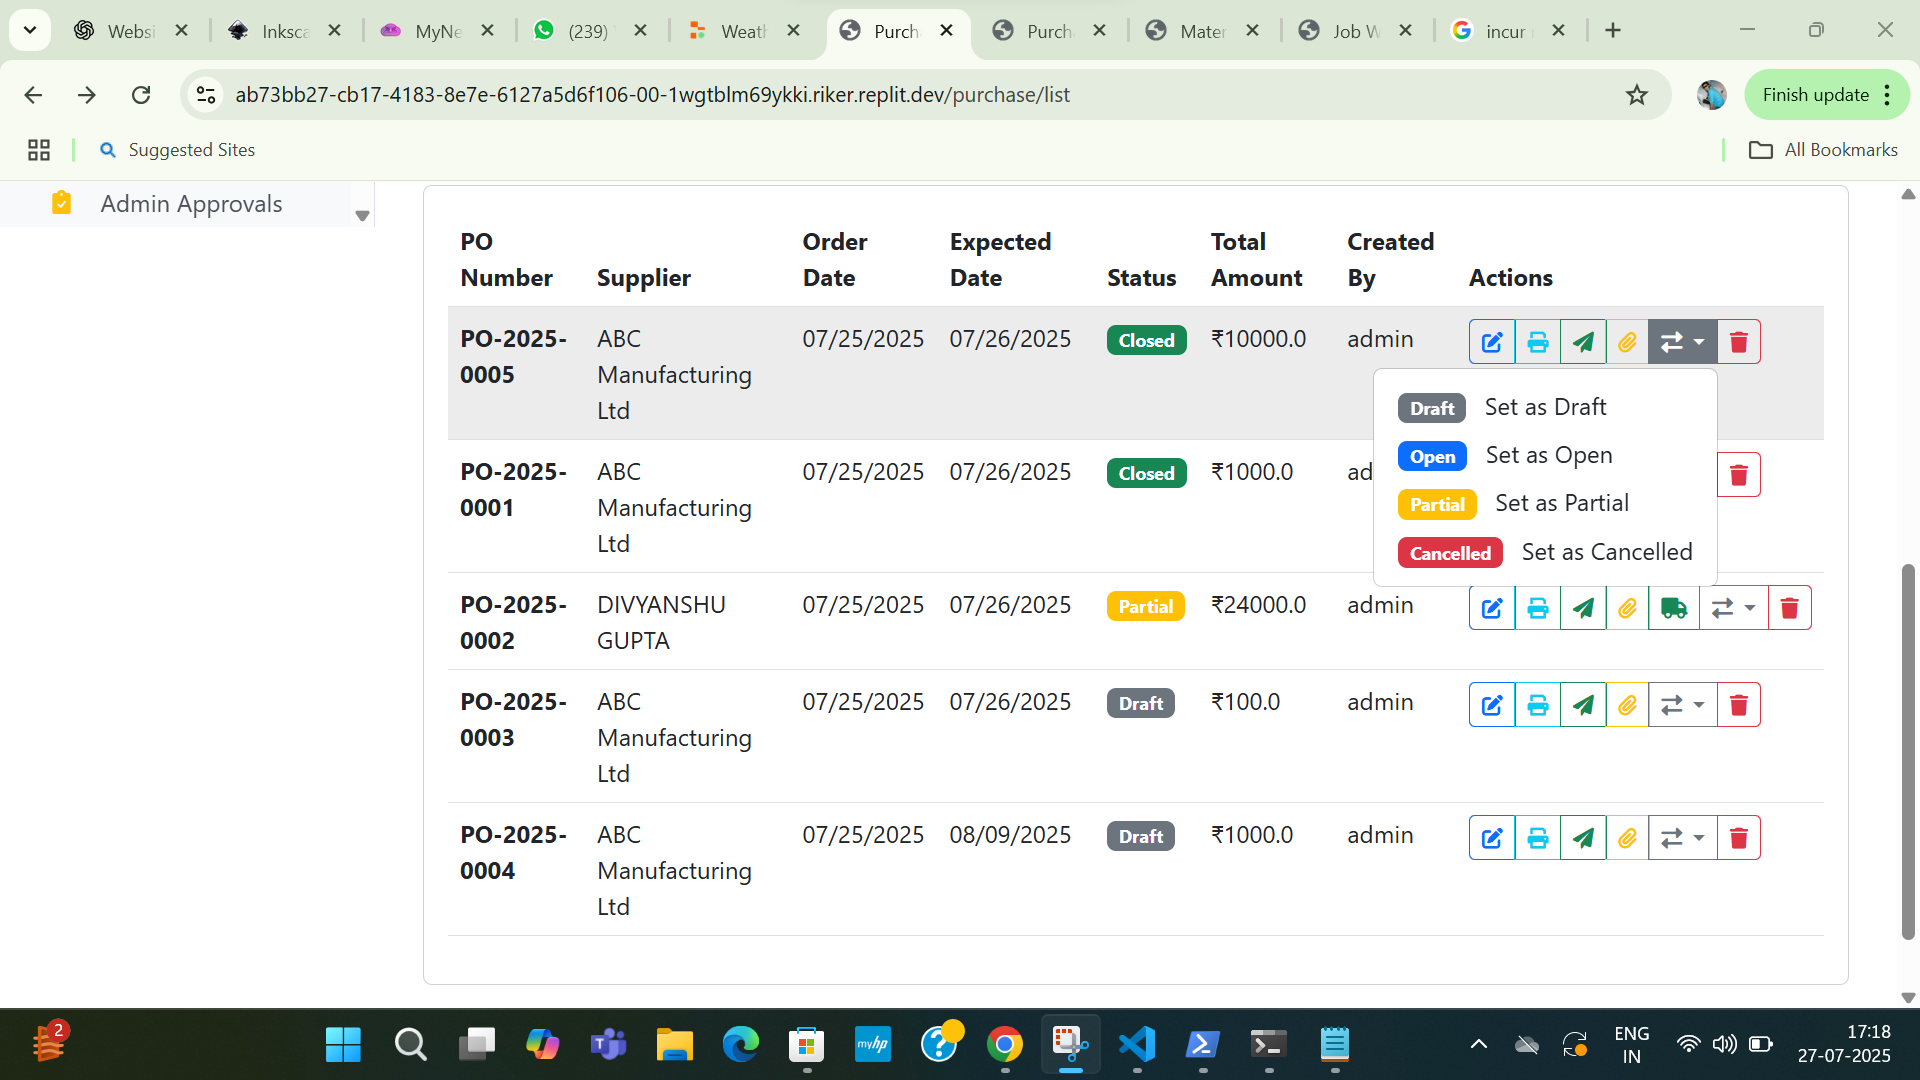 Websi
Inksca
MyNe
(239)
Weath
Purch
Purch
Mater
Job W
incur
ab73bb27-cb17-4183-8e7e-6127a5d6f106-00-1wgtblm69ykki.riker.replit.dev/purchase/list
Finish update
Suggested Sites
All Bookmarks
Admin Approvals
PO Number Supplier Order Date Expected Date Status Total Amount Created By Actions
PO-2025-0005 ABC Manufacturing Ltd 07/25/2025 07/26/2025 Closed ₹10000.0 admin
Draft Set as Draft
Open Set as Open
Partial Set as Partial
Cancelled Set as Cancelled
PO-2025-0001 ABC Manufacturing Ltd 07/25/2025 07/26/2025 Closed ₹1000.0 ad
PO-2025-0002 DIVYANSHU GUPTA 07/25/2025 07/26/2025 Partial ₹24000.0 admin
PO-2025-0003 ABC Manufacturing Ltd 07/25/2025 07/26/2025 Draft ₹100.0 admin
PO-2025-0004 ABC Manufacturing Ltd 07/25/2025 08/09/2025 Draft ₹1000.0 admin
2
myhp
ENG
IN
17:18
27-07-2025